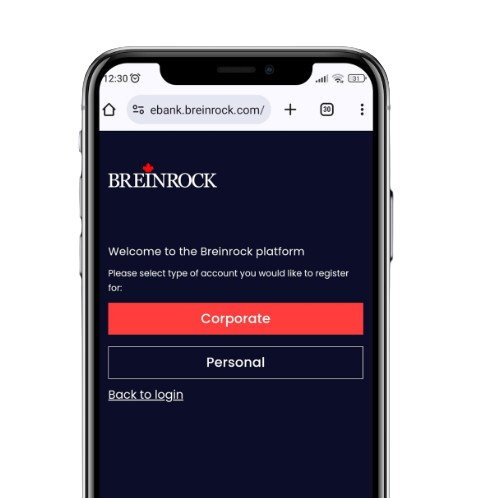 12:30
31
ebank.breinrock.com/
30
BREINROCK
Welcome to the Breinrock platform
Please select type of account you would like to register
for:
Corporate
Personal
Back to login